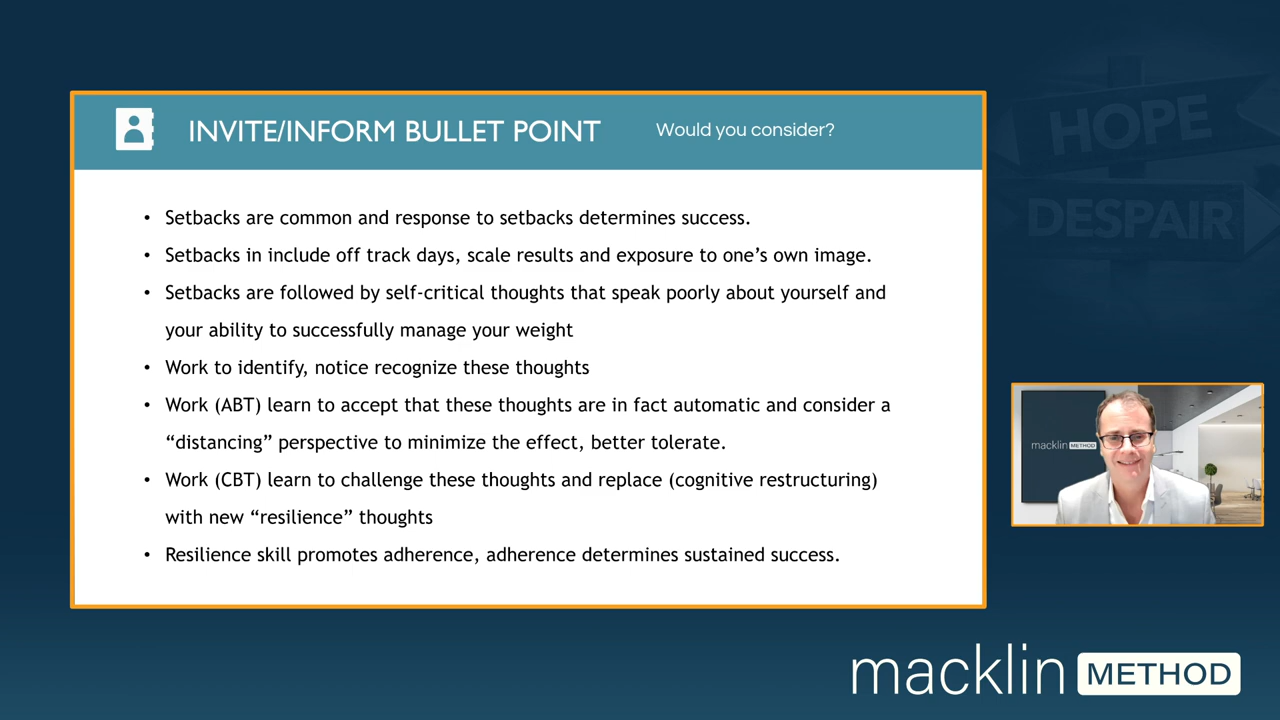 HOPE
DESPAIR
INVITE/INFORM BULLET POINT
Would you consider?
• Setbacks are common and response to setbacks determines success.
• Setbacks in include off track days, scale results and exposure to one’s own image.
• Setbacks are followed by self-critical thoughts that speak poorly about yourself and
your ability to successfully manage your weight
• Work to identify, notice recognize these thoughts
• Work (ABT) learn to accept that these thoughts are in fact automatic and consider a
“distancing” perspective to minimize the effect, better tolerate.
• Work (CBT) learn to challenge these thoughts and replace (cognitive restructuring)
with new “resilience” thoughts
• Resilience skill promotes adherence, adherence determines sustained success.
macklin METHOD
macklin METHOD